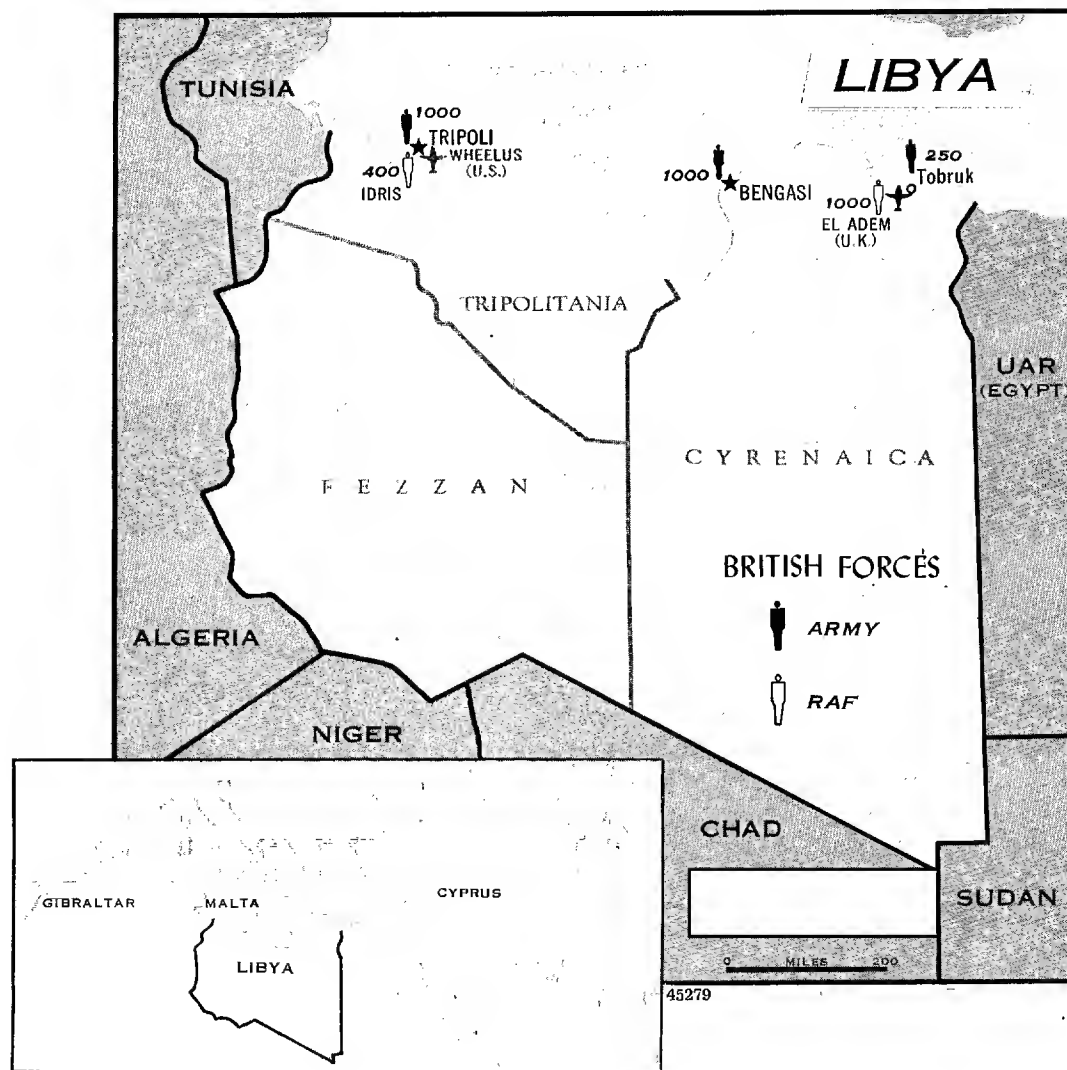 LIBYA
TUNISIA
1000
TRIPOLI
WHEELUS
(U.S.)
400
IDRIS
1000
BENGASI
250
Tobruk
1000
EL ADEM
(U.K.)
TRIPOLITANIA
UAR
(EGYPT)
CYRENAICA
FEZZAN
BRITISH FORCES
ARMY
RAF
ALGERIA
NIGER
CHAD
SUDAN
0 MILES 200
45279
GIBRALTAR
MALTA
CYPRUS
LIBYA